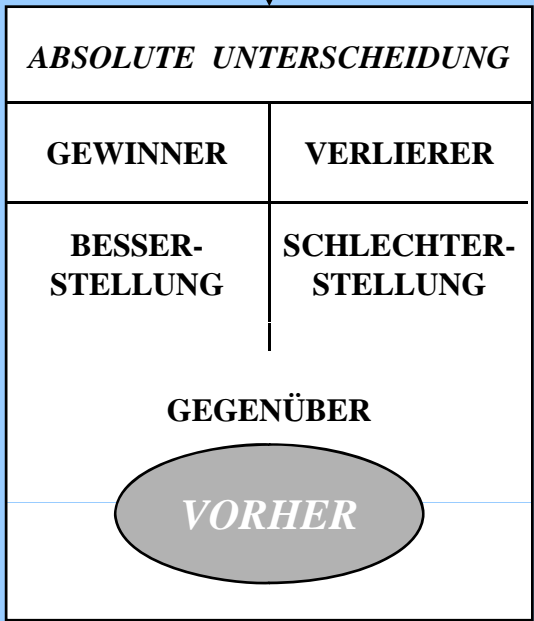 ABSOLUTE UNTERSCHEIDUNG
GEWINNER VERLIERER
BESSER-
STELLUNG
SCHLECHTER-
STELLUNG
GEGENÜBER
VORHER